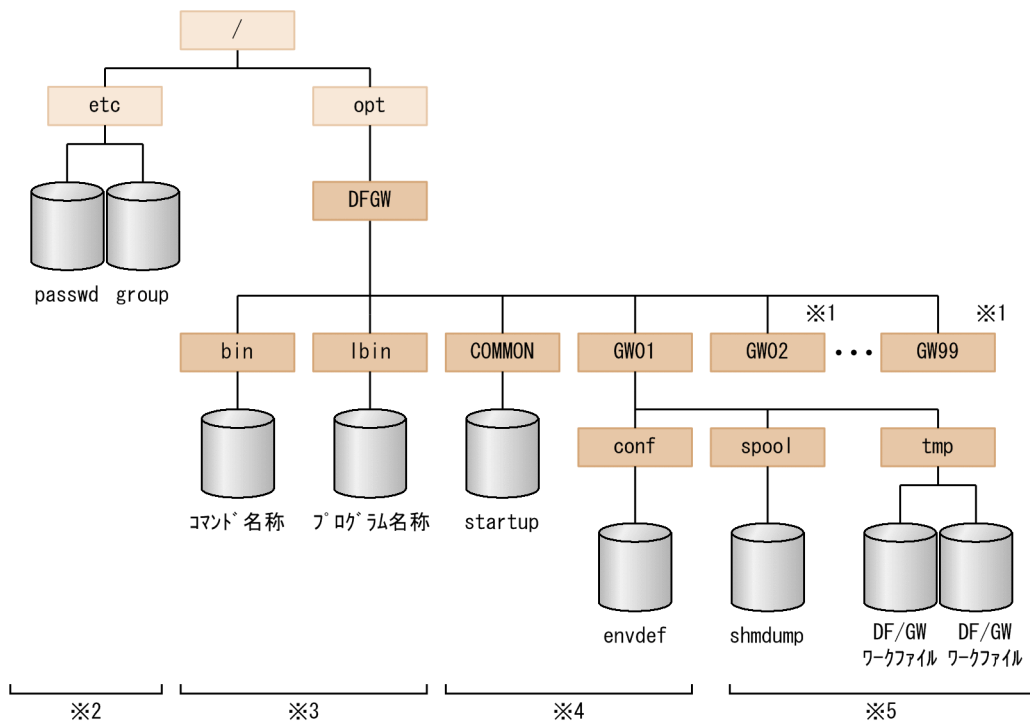 /
etc
opt
DFGW
passwd
group
※1
※1
bin
lbin
COMMON
GW01
GW02
・・・
GW99
conf
spool
tmp
ｺﾏﾝﾄﾞ名称
ﾌﾟﾛｸﾞﾗﾑ名称
startup
envdef
shmdump
DF/GW
ﾜｰｸﾌｧｲﾙ
DF/GW
ﾜｰｸﾌｧｲﾙ
※2
※3
※4
※5